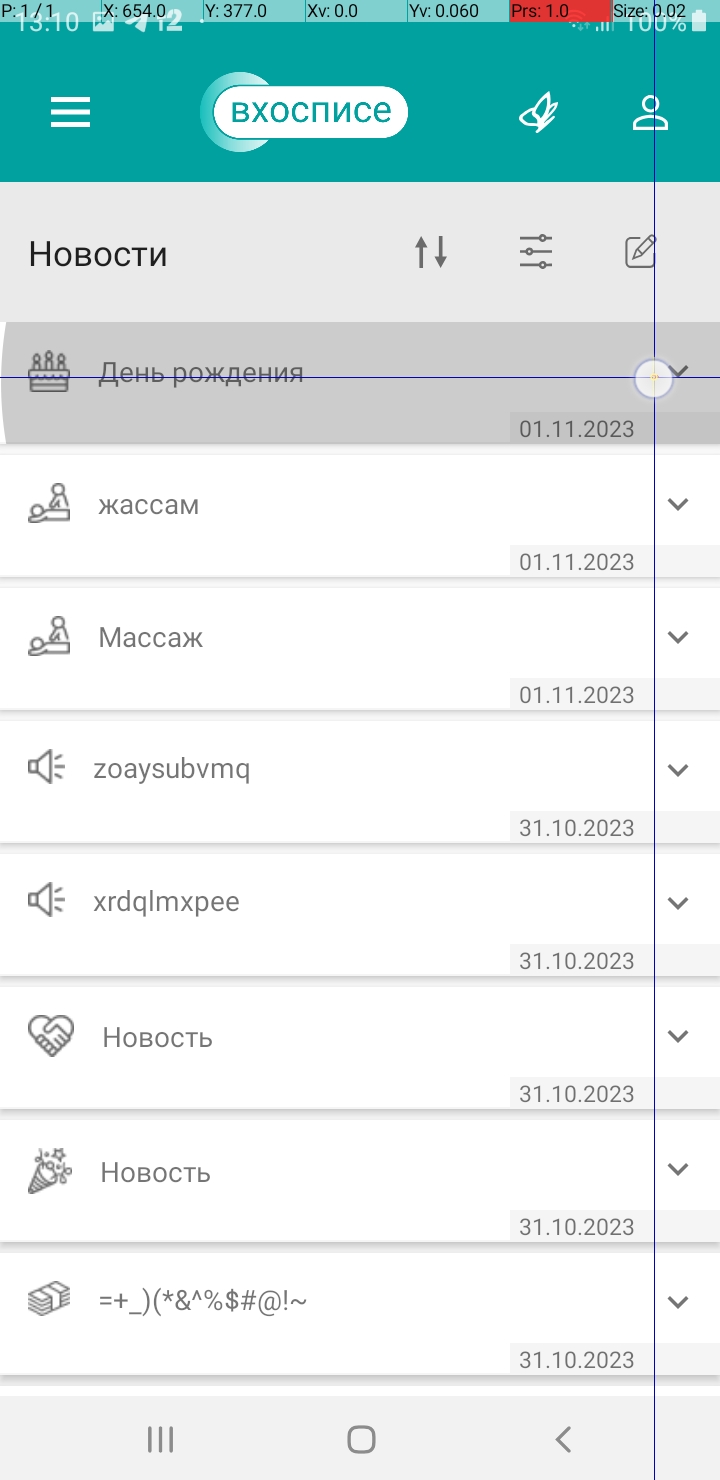 P: 1 / 1 X: 654.0 Y: 377.0 Xv: 0.0 Yv: 0.060 Prs: 1.0 Size: 0.02
13:10 100%
вхосписе
Новости
День рождения
01.11.2023
жассам
01.11.2023
Массаж
01.11.2023
zoaysubvmq
31.10.2023
xrdqlmxpee
31.10.2023
Новость
31.10.2023
Новость
31.10.2023
=+_)(*&^%$#@!~
31.10.2023